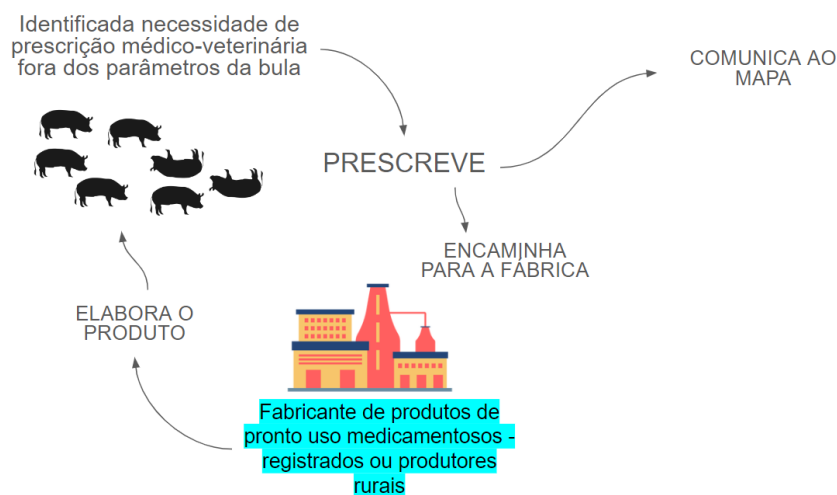 Identificada necessidade de
prescrição médico-veterinária
fora dos parâmetros da bula
COMUNICA AO
MAPA
PRESCREVE
ENCAMINHA
PARA A FÁBRICA
ELABORA O
PRODUTO
Fabricante de produtos de
pronto uso medicamentosos -
registrados ou produtores
rurais